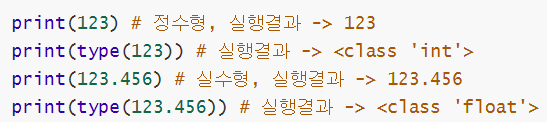 print(123) # 정수형, 실행결과 -> 123
print(type(123)) # 실행결과 -> <class 'int'>
print(123.456) # 실수형, 실행결과 -> 123.456
print(type(123.456)) # 실행결과 -> <class 'float'>